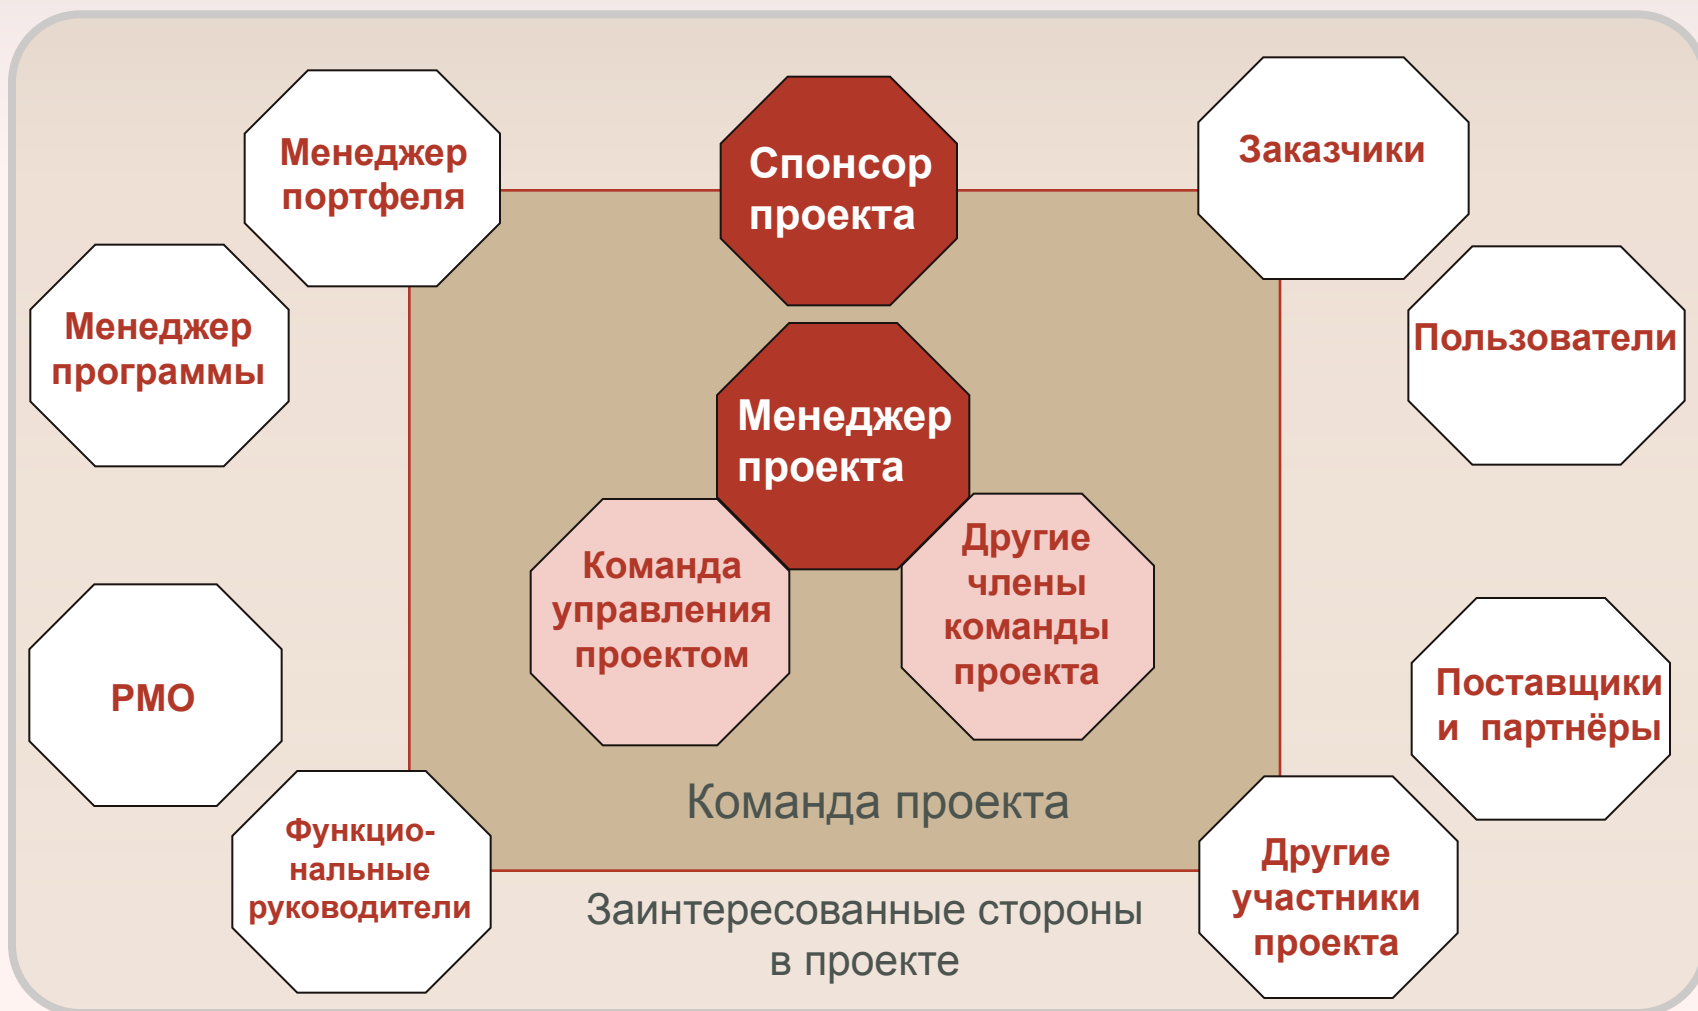 Менеджер
портфеля
Спонсор
проекта
Заказчики
Менеджер
программы
Пользователи
Менеджер
проекта
Команда
управления
проектом
Другие
члены
команды
проекта
РМО
Поставщики
и партнёры
Команда проекта
Функцио-
нальные
руководители
Другие
участники
проекта
Заинтересованные стороны
в проекте